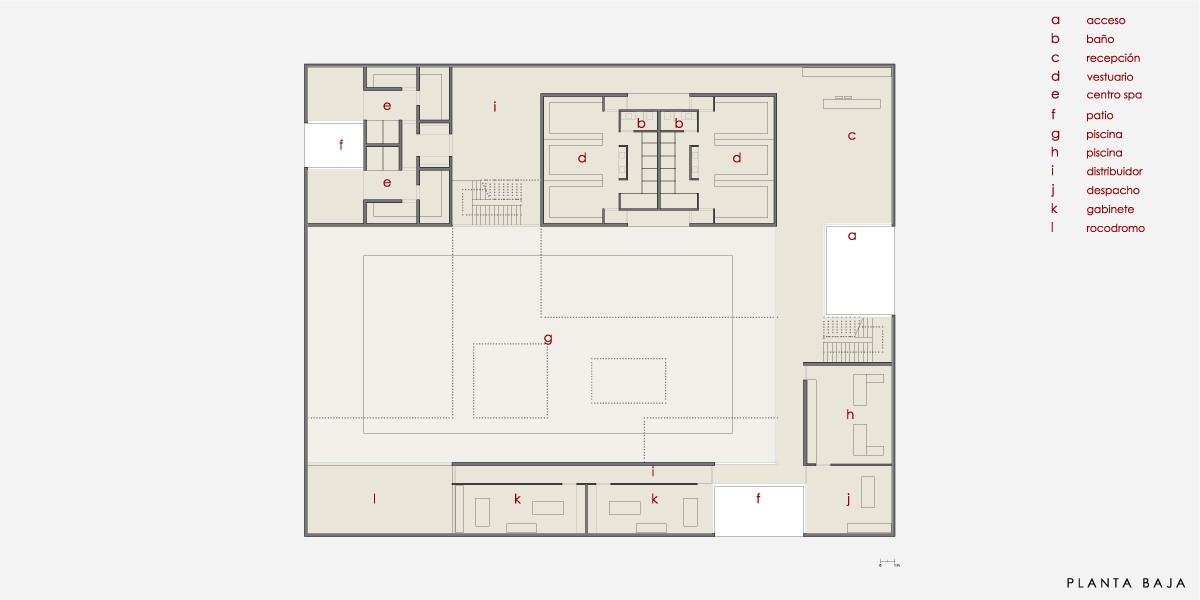 a acceso
b baño
c recepción
d vestuario
e centro spa
f patio
g piscina
h piscina
i distribuidor
j despacho
k gabinete
l rocodromo
e
i
b
b
c
f
d
d
e
a
g
h
i
l
k
k
f
j
PLANTA BAJA